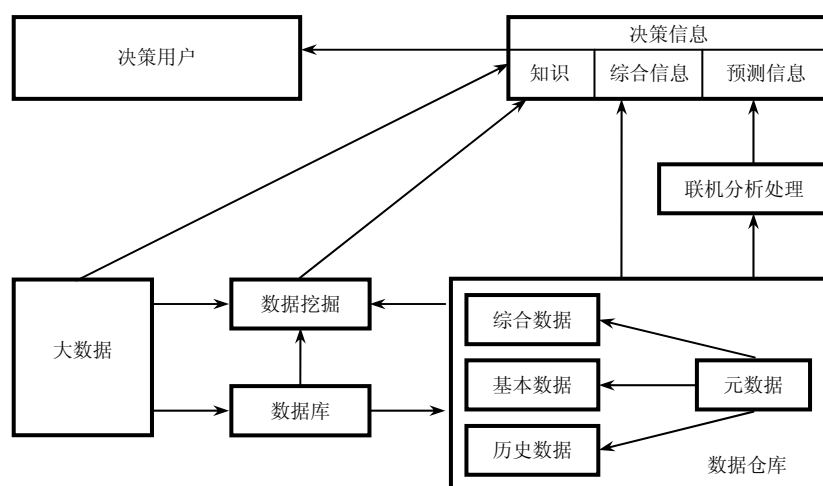 决策用户
决策信息
知识
综合信息
预测信息
联机分析处理
大数据
数据挖掘
数据库
综合数据
基本数据
历史数据
元数据
数据仓库